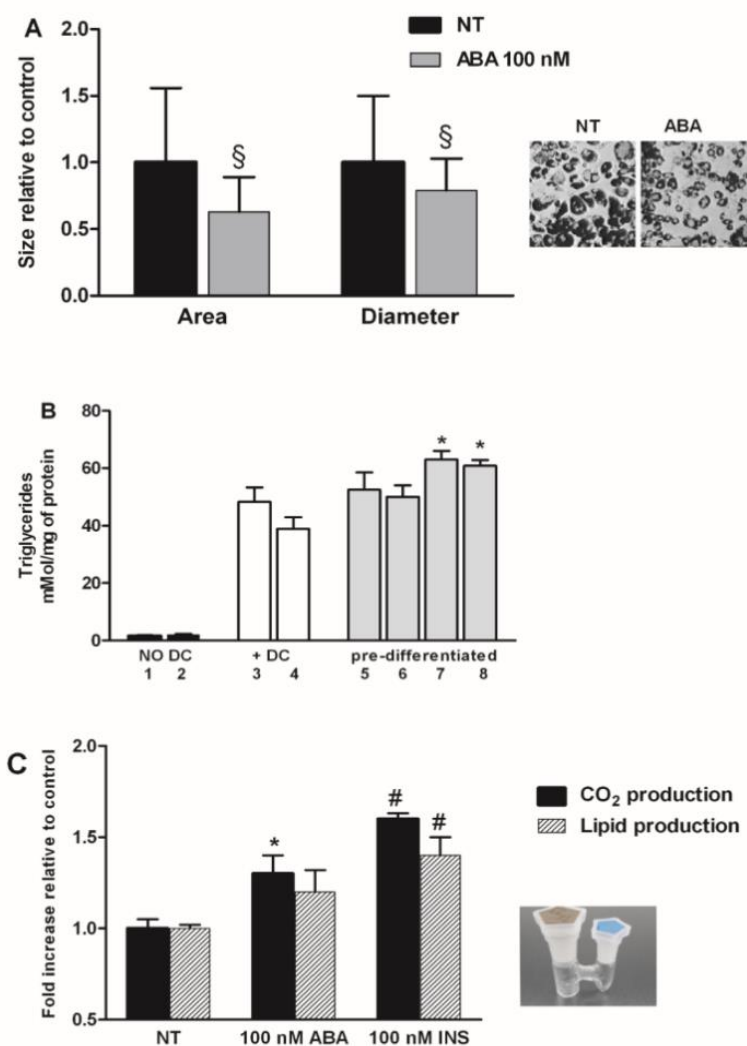 A
2.0
1.5
1.0
0.5
0.0
Size relative to control
NT
ABA 100 nM
§
§
Area
Diameter
NT ABA
B
80
60
40
20
0
Triglycerides
mMol/mg of protein
* *
NO DC + DC pre-differentiated
1 2 3 4 5 6 7 8
C
2.0
1.5
1.0
0.5
Fold increase relative to control
*
#
#
CO₂ production
Lipid production
NT 100 nM ABA 100 nM INS